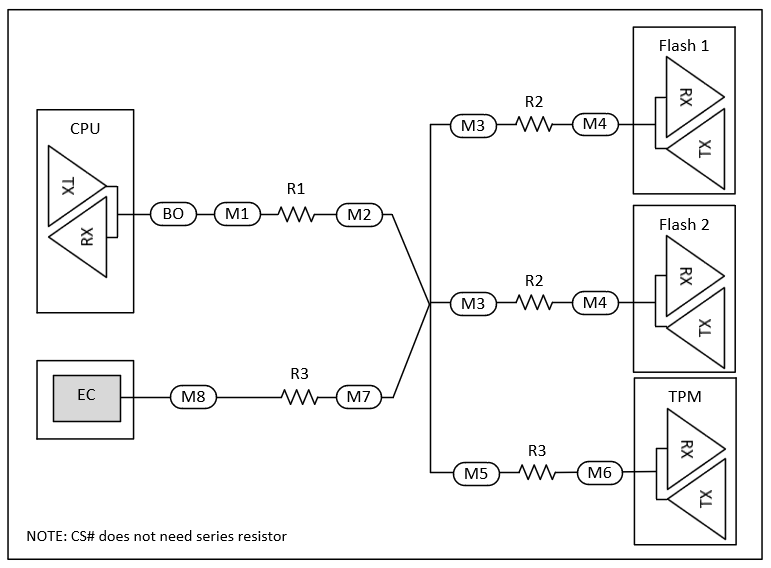 Flash 1
RX
TX
R2
M3
M4
CPU
TX
RX
BO
M1
R1
M2
Flash 2
RX
TX
R2
M3
M4
EC
M8
R3
M7
TPM
RX
TX
R3
M5
M6
NOTE: CS# does not need series resistor